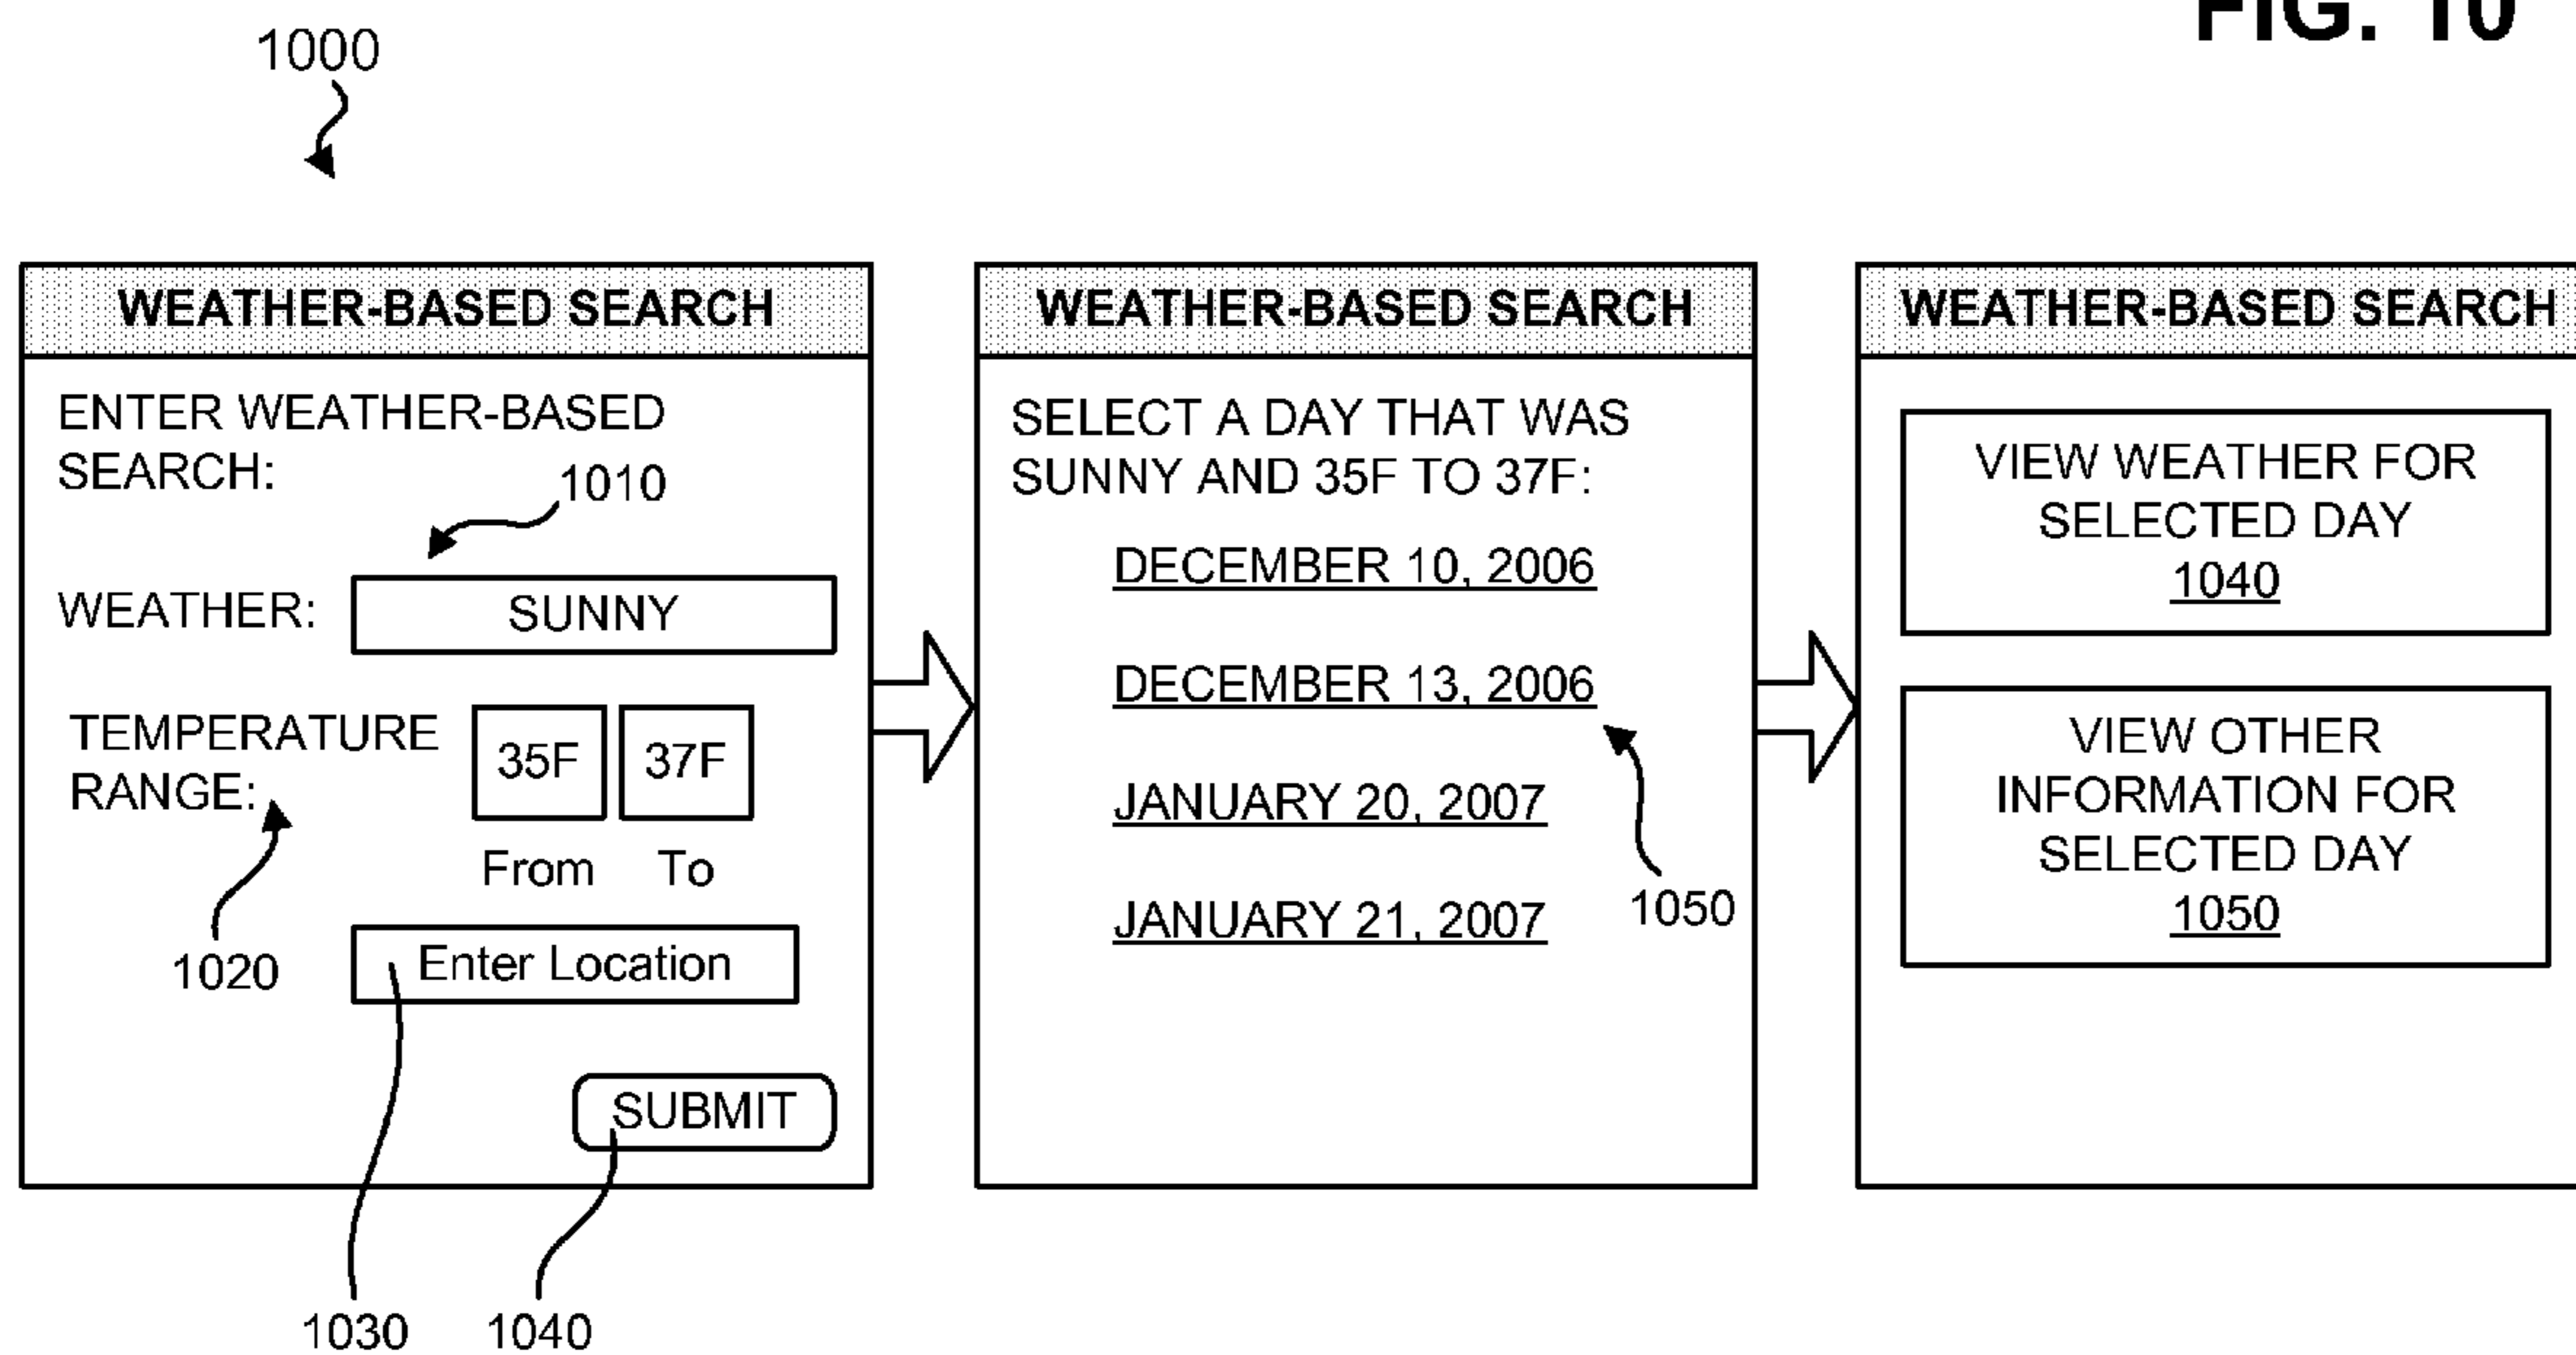 FIG. 10
1000
WEATHER-BASED SEARCH
ENTER WEATHER-BASED
SEARCH:
1010
WEATHER:
SUNNY
TEMPERATURE
RANGE:
35F
37F
From
To
1020
Enter Location
SUBMIT
1030
1040
WEATHER-BASED SEARCH
SELECT A DAY THAT WAS
SUNNY AND 35F TO 37F:
DECEMBER 10, 2006
DECEMBER 13, 2006
JANUARY 20, 2007
JANUARY 21, 2007
1050
WEATHER-BASED SEARCH
VIEW WEATHER FOR
SELECTED DAY
1040
VIEW OTHER
INFORMATION FOR
SELECTED DAY
1050